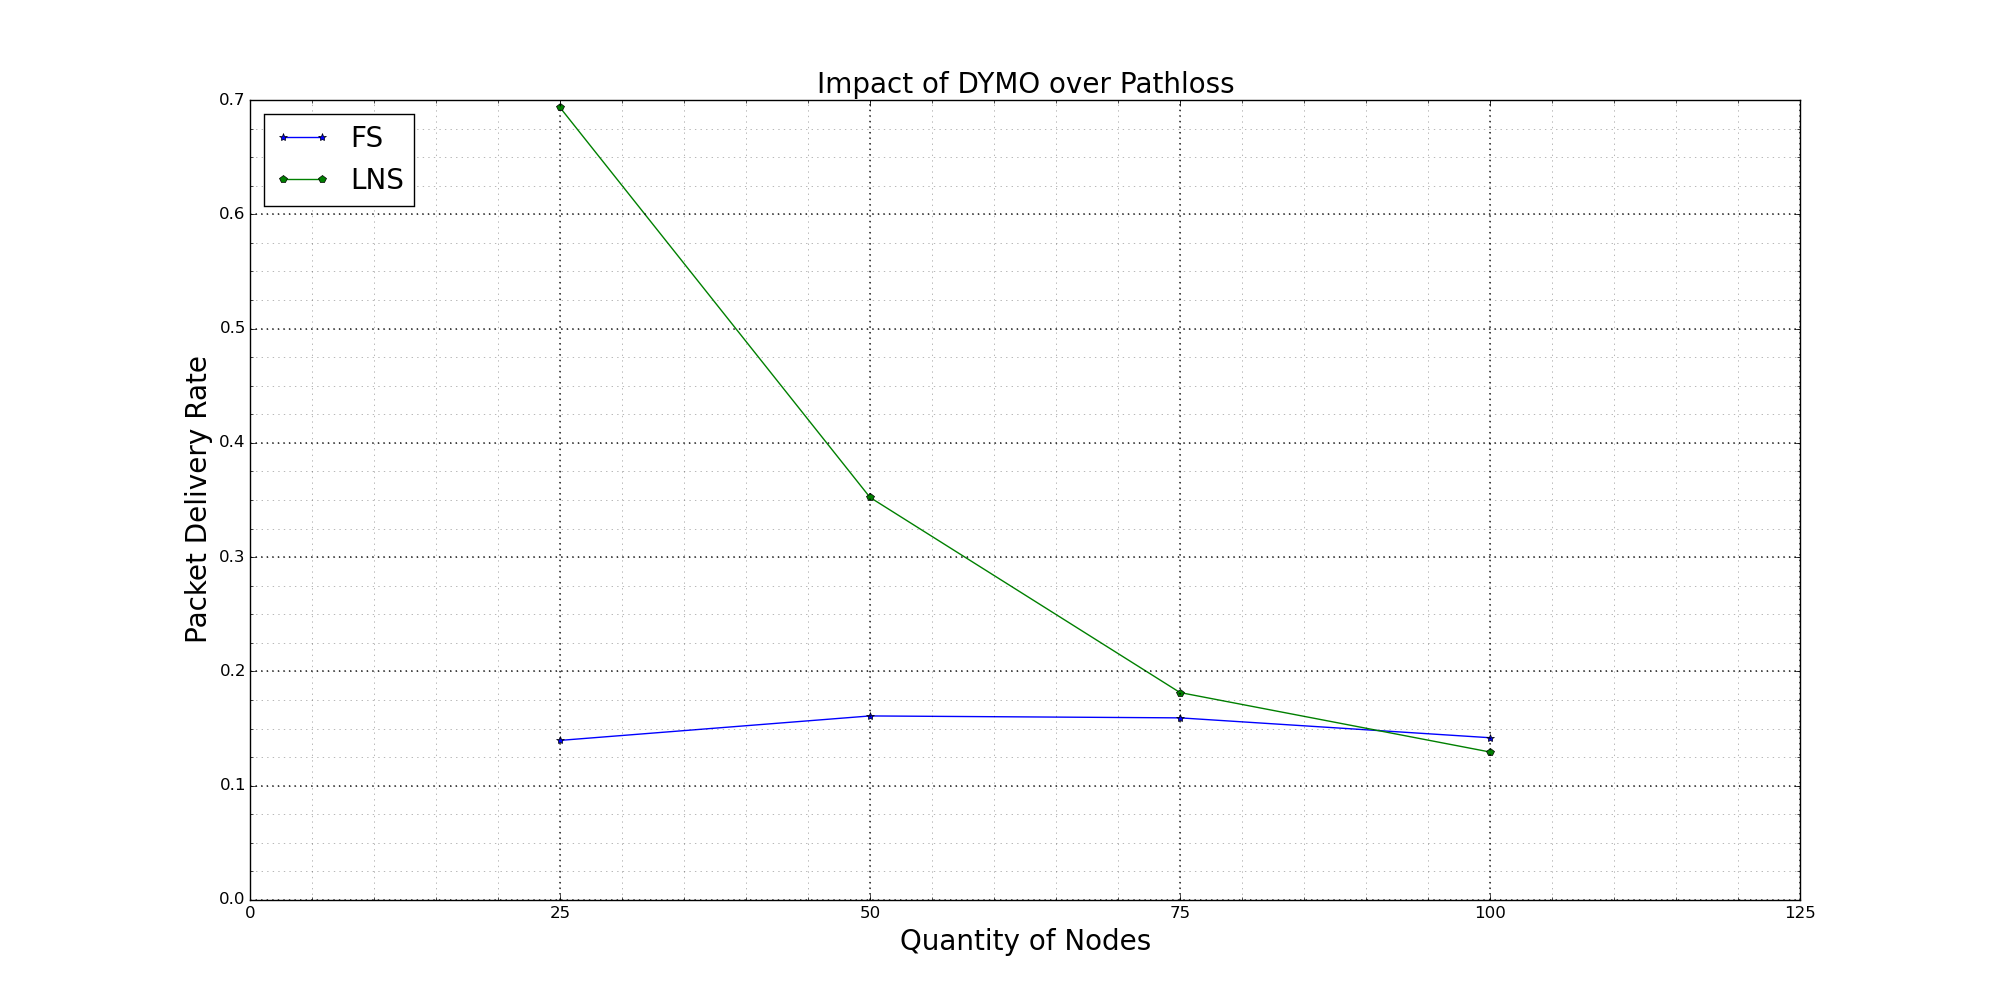 Impact of DYMO over Pathloss
0.7
0.6
0.5
0.4
0.3
0.2
0.1
0.0
FS
LNS
Packet Delivery Rate
0 25 50 75 100 125
Quantity of Nodes